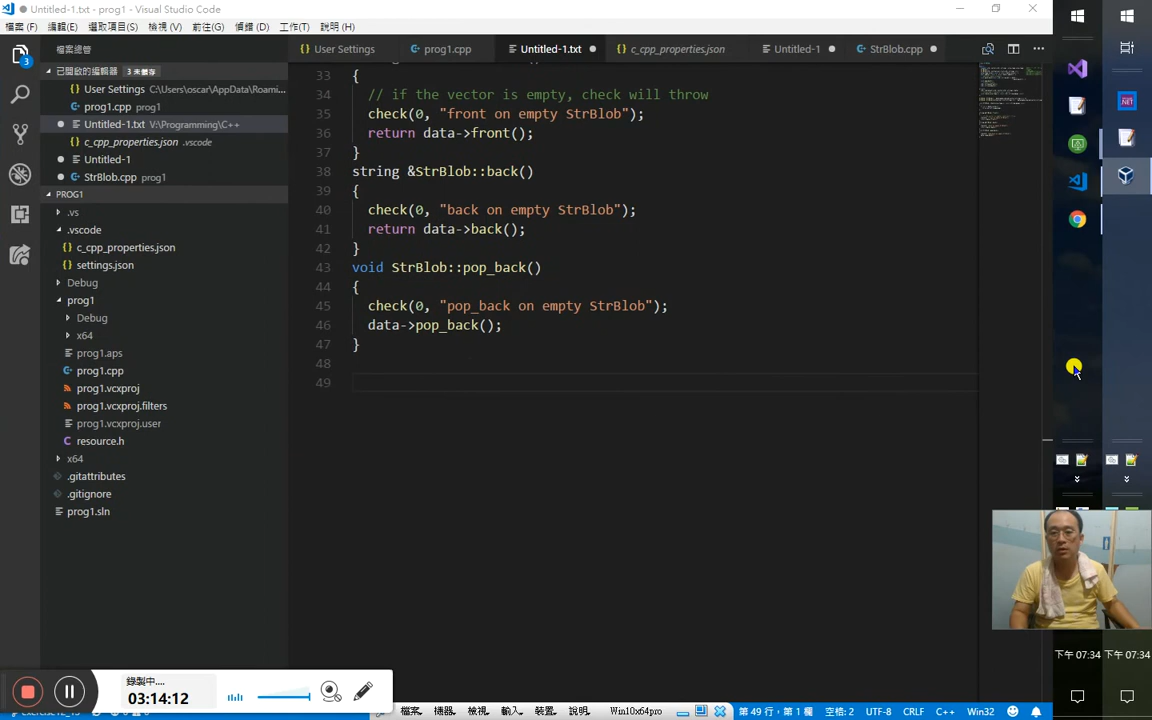 Untitled-1.txt - prog1 - Visual Studio Code
檔案 (F) 編輯(E) 選取項目(S) 檢視 (V) 前往(G) 偵錯 (D) 工作(T) 說明 (H)
檔案總管
User Settings prog1.cpp Untitled-1.txt c_cpp_properties.json Untitled-1 StrBlob.cpp
已開啟的編輯器 3 未儲存
User Settings C:\Users\oscar\AppData\Roami...
prog1.cpp prog1
Untitled-1.txt V:\Programming\C++
c_cpp_properties.json .vscode
Untitled-1
StrBlob.cpp prog1
PROG1
.vs
.vscode
c_cpp_properties.json
settings.json
Debug
prog1
Debug
x64
prog1.aps
prog1.cpp
prog1.vcxproj
prog1.vcxproj.filters
prog1.vcxproj.user
resource.h
x64
.gitattributes
.gitignore
prog1.sln
3
33 {
34 // if the vector is empty, check will throw
35 check(0, "front on empty StrBlob");
36 return data->front();
37 }
38 string &StrBlob::back()
39 {
40 check(0, "back on empty StrBlob");
41 return data->back();
42 }
43 void StrBlob::pop_back()
44 {
45 check(0, "pop_back on empty StrBlob");
46 data->pop_back();
47 }
48
49
下午 07:34 下午 07:34
錄製中....
03:14:12
檔案, 機器, 檢視, 輸入, 裝置, 說明, Win10x64pro
第 49 行，第 1 欄 空格: 2 UTF-8 CRLF C++ Win32